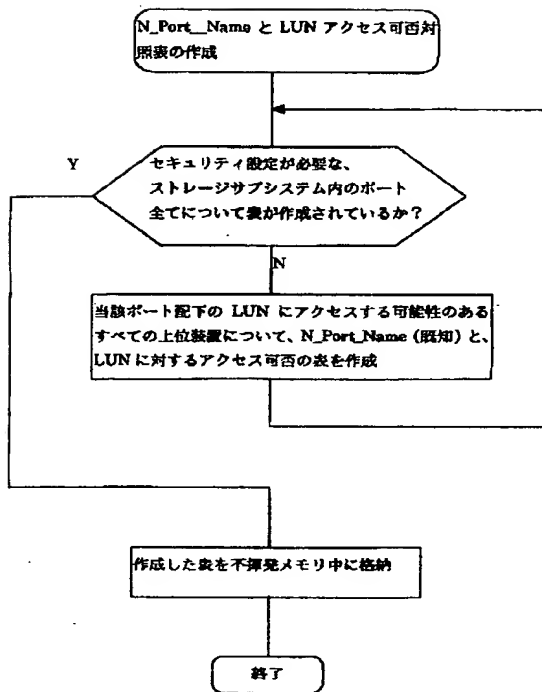 N_Port_Name と LUN アクセス可否対
照表の作成
Y
セキュリティ設定が必要な、
ストレージサブシステム内のポート
全てについて表が作成されているか?
N
当該ポート配下の LUN にアクセスする可能性のある
すべての上位装置について、N_Port_Name (既知) と、
LUN に対するアクセス可否の表を作成
作成した表を不揮発メモリ中に格納
終了